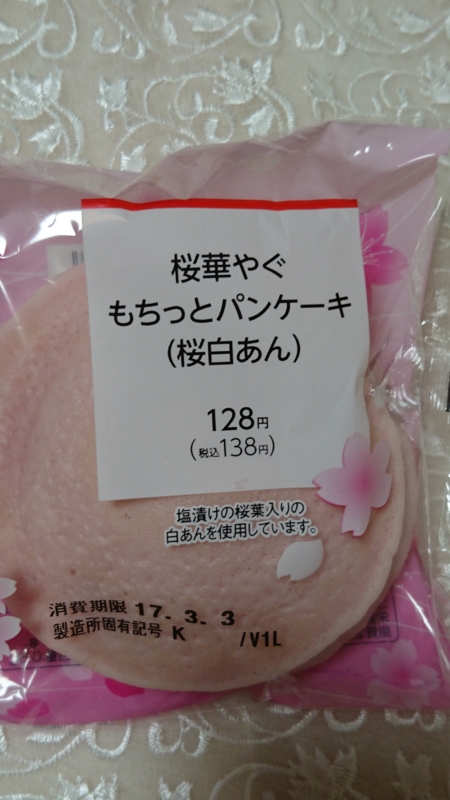 桜華やぐ
もちっとパンケーキ
(桜白あん)
128円
(税込138円)
塩漬けの桜葉入りの
白あんを使用しています。
消費期限 17. 3. 3
製造所固有記号 K /V1L